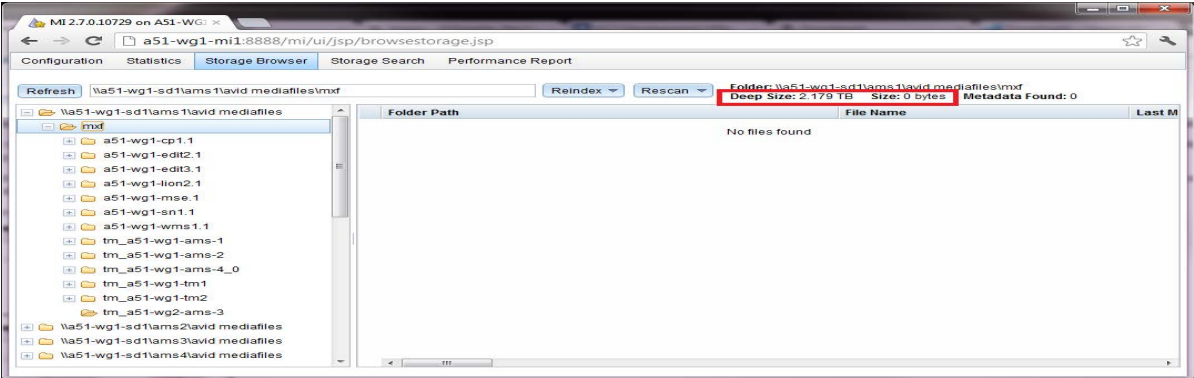 MI 2.7.0.10729 on A51-WG1
a51-wg1-mi1:8888/mi/ui/jsp/browsestorage.jsp
Configuration Statistics Storage Browser Storage Search Performance Report
Refresh \\a51-wg1-sd1\ams1\avid mediafiles\mxf Reindex Rescan Folder: \\a51-wg1-sd1\ams1\avid mediafiles\mxf
Deep Size: 2.179 TB Size: 0 bytes Metadata Found: 0
\\a51-wg1-sd1\ams1\avid mediafiles Folder Path File Name Last M
mxf
No files found
a51-wg1-cp1.1
a51-wg1-edit2.1
a51-wg1-edit3.1
a51-wg1-lion2.1
a51-wg1-mse.1
a51-wg1-sn1.1
a51-wg1-wms1.1
tm_a51-wg1-ams-1
tm_a51-wg1-ams-2
tm_a51-wg1-ams-4_0
tm_a51-wg1-tm1
tm_a51-wg1-tm2
tm_a51-wg2-ams-3
\\a51-wg1-sd1\ams2\avid mediafiles
\\a51-wg1-sd1\ams3\avid mediafiles
\\a51-wg1-sd1\ams4\avid mediafiles